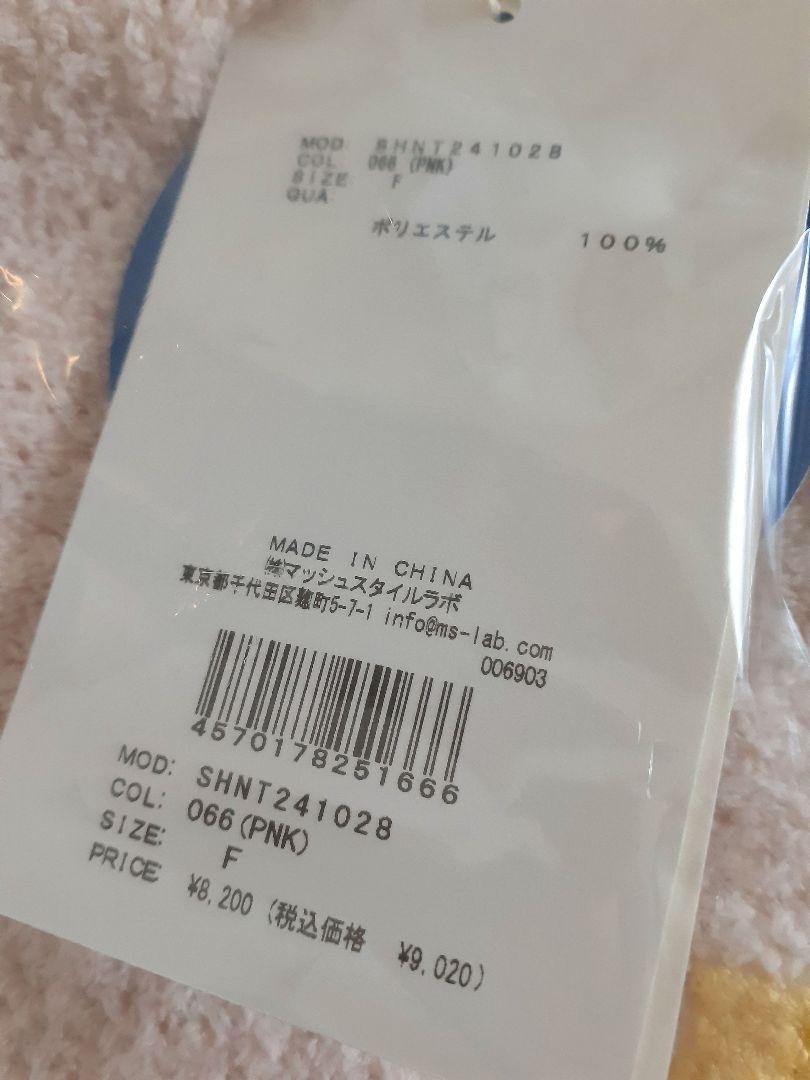 MOD: SHNT241028
COL: 066 (PNK)
SIZE: F
QUA:
ポリエステル 100%
MADE IN CHINA
㈱マッシュスタイルラボ
東京都千代田区麹町5-7-1 info@ms-lab.com
006903
4570178251666
MOD: SHNT241028
COL: 066(PNK)
SIZE: F
PRICE: ¥8,200 (税込価格 ¥9,020)